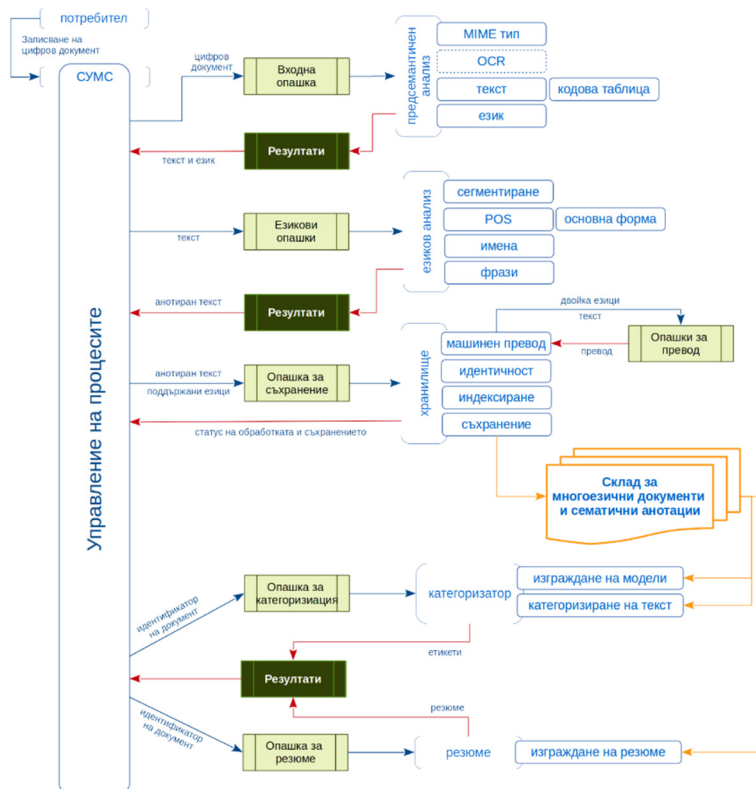 потребител
Записване на
цифров документ
СУМС
Управление на процесите
цифров
документ
Входна
опашка
предсемантичен
анализ
MIME тип
OCR
текст
кодова таблица
език
Резултати
текст и език
текст
Езикови
опашки
езиков анализ
сегментиране
POS
основна форма
имена
фрази
анотиран текст
Резултати
двойка езици
текст
Опашки за
превод
превод
анотиран текст
поддържани езици
Опашка за
съхранение
хранилище
машинен превод
идентичност
индексиране
съхранение
статус на обработката и съхранението
Склад за
многоезични документи
и сематични анотации
идентификатор
на документ
Опашка за
категоризиация
категоризатор
изграждане на модели
категоризиране на текст
етикети
Резултати
резюме
идентификатор
на документ
Опашка за
резюме
резюме
изграждане на резюме